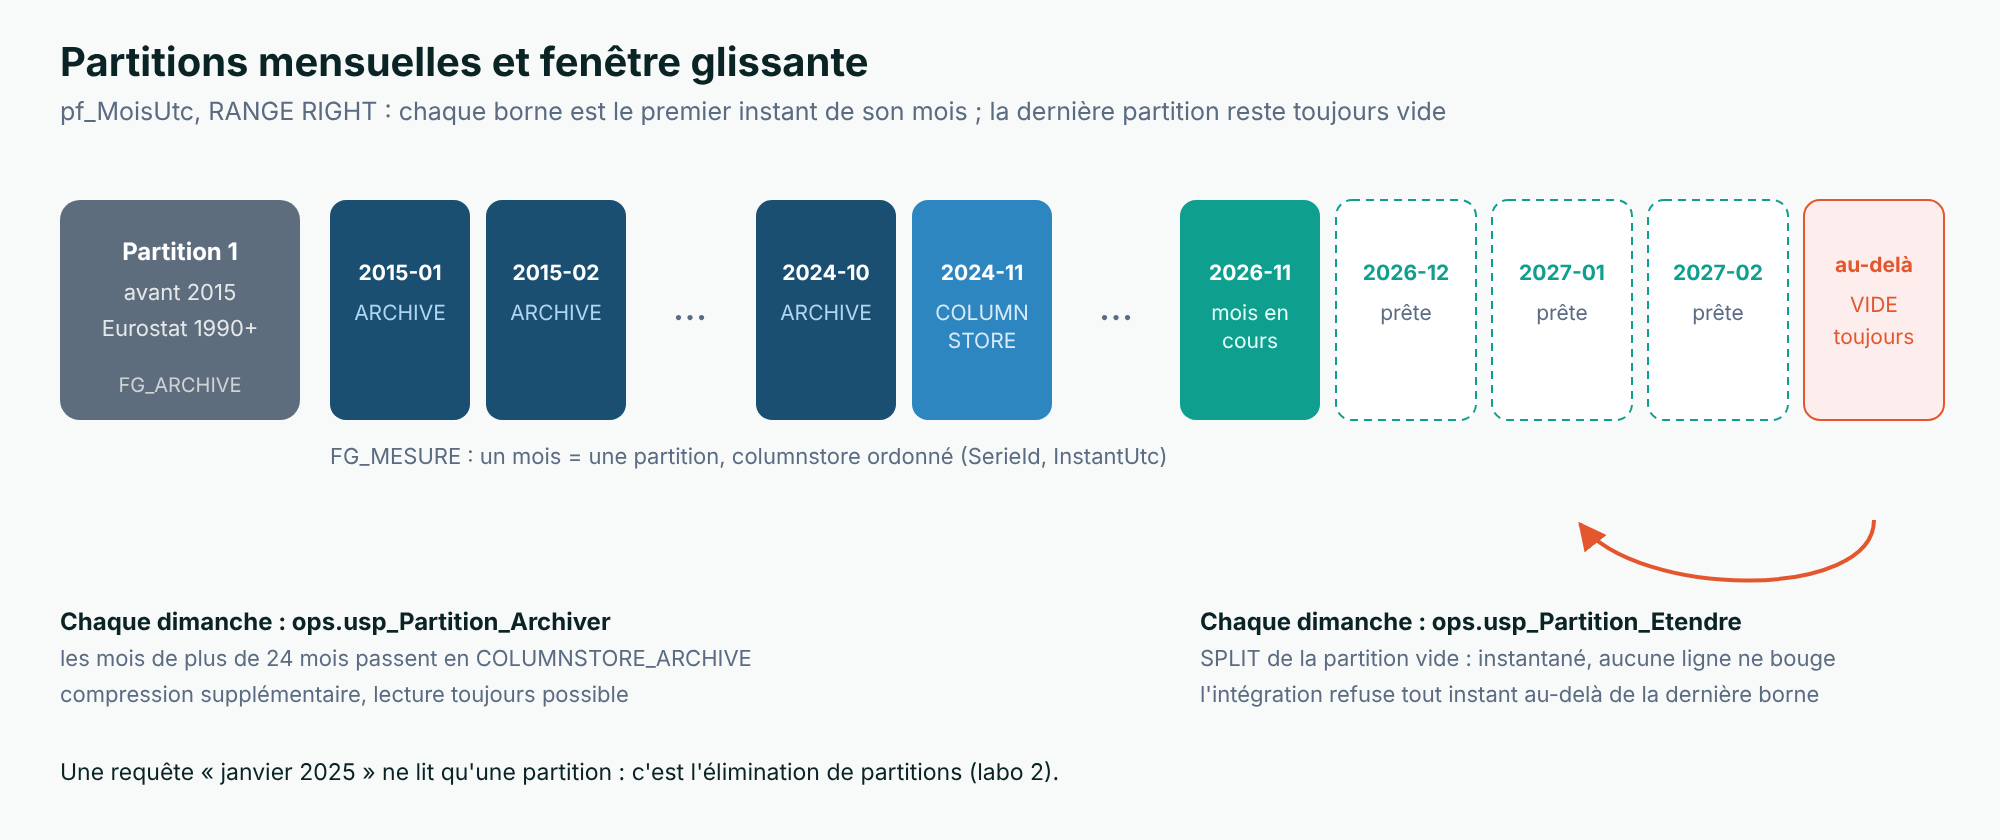 Partitions mensuelles et fenêtre glissante
pf_MoisUtc, RANGE RIGHT : chaque borne est le premier instant de son mois ; la dernière partition reste toujours vide
Partition 1
avant 2015
Eurostat 1990+
FG_ARCHIVE
2015-01
ARCHIVE
2015-02
ARCHIVE
...
2024-10
ARCHIVE
2024-11
COLUMN
STORE
...
2026-11
mois en
cours
2026-12
prête
2027-01
prête
2027-02
prête
au-delà
VIDE
toujours
FG_MESURE : un mois = une partition, columnstore ordonné (SerieId, InstantUtc)
Chaque dimanche : ops.usp_Partition_Archiver
les mois de plus de 24 mois passent en COLUMNSTORE_ARCHIVE
compression supplémentaire, lecture toujours possible
Chaque dimanche : ops.usp_Partition_Etendre
SPLIT de la partition vide : instantané, aucune ligne ne bouge
l'intégration refuse tout instant au-delà de la dernière borne
Une requête « janvier 2025 » ne lit qu'une partition : c'est l'élimination de partitions (labo 2).